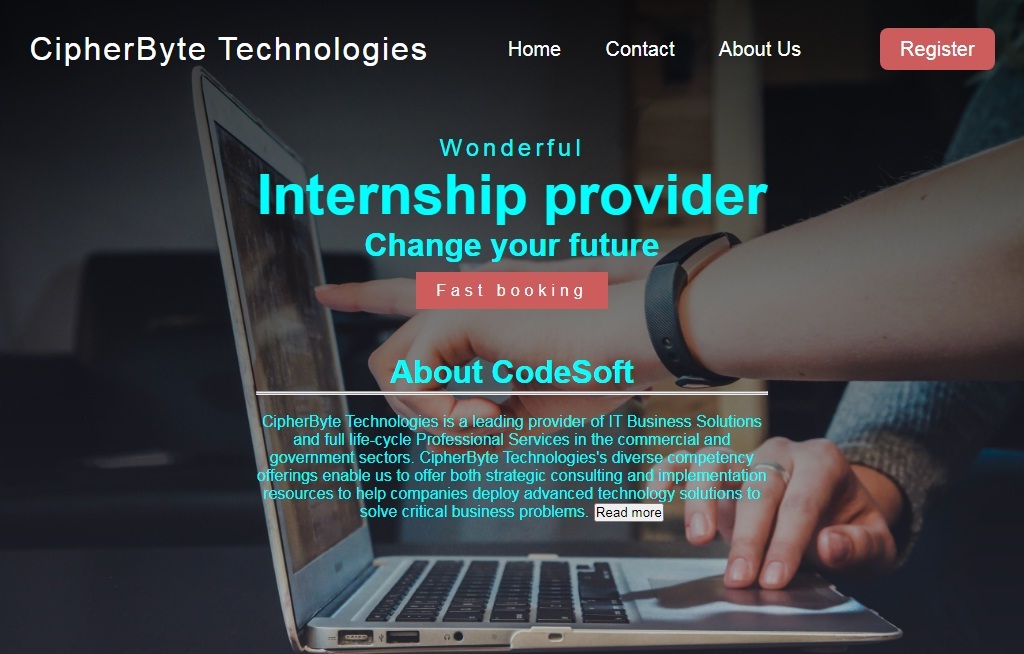 CipherByte Technologies Home Contact About Us Register
Wonderful
Internship provider
Change your future
Fast booking
About CodeSoft
CipherByte Technologies is a leading provider of IT Business Solutions
and full life-cycle Professional Services in the commercial and
government sectors. CipherByte Technologies's diverse competency
offerings enable us to offer both strategic consulting and implementation
resources to help companies deploy advanced technology solutions to
solve critical business problems. Read more